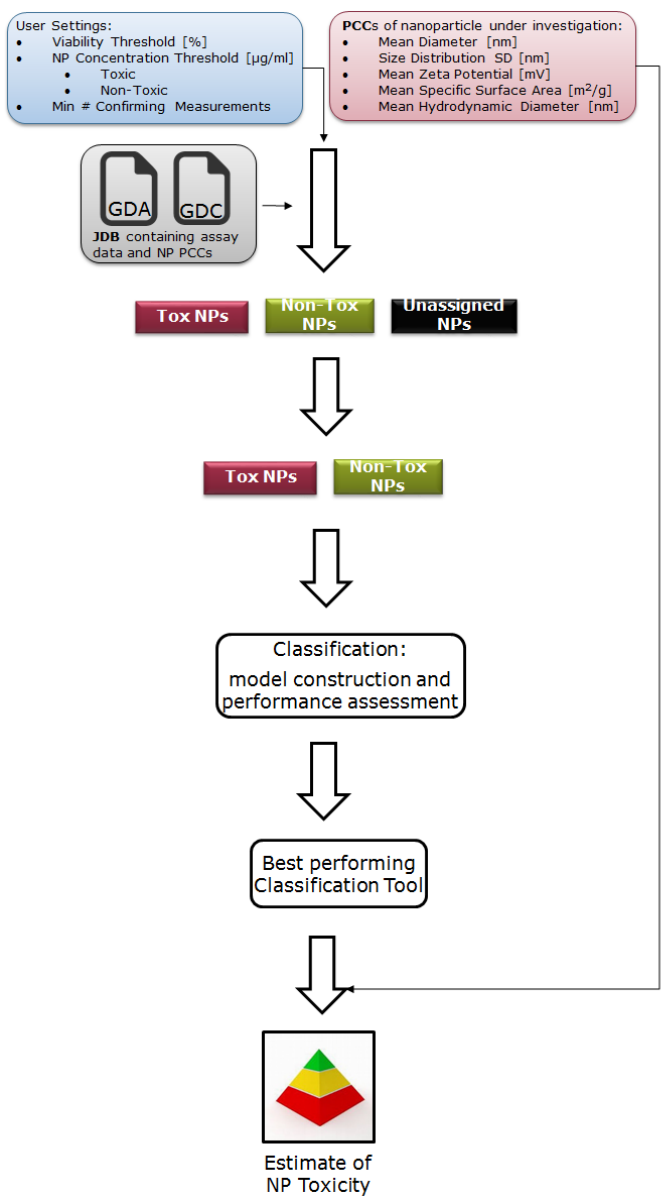 User Settings:
• Viability Threshold [%]
• NP Concentration Threshold [µg/ml]
• Toxic
• Non-Toxic
• Min # Confirming Measurements
PCCs of nanoparticle under investigation:
• Mean Diameter [nm]
• Size Distribution SD [nm]
• Mean Zeta Potential [mV]
• Mean Specific Surface Area [m²/g]
• Mean Hydrodynamic Diameter [nm]
GDA
GDC
JDB containing assay
data and NP PCCs
Tox NPs
Non-Tox
NPs
Unassigned
NPs
Tox NPs
Non-Tox
NPs
Classification:
model construction and
performance assessment
Best performing
Classification Tool
Estimate of
NP Toxicity